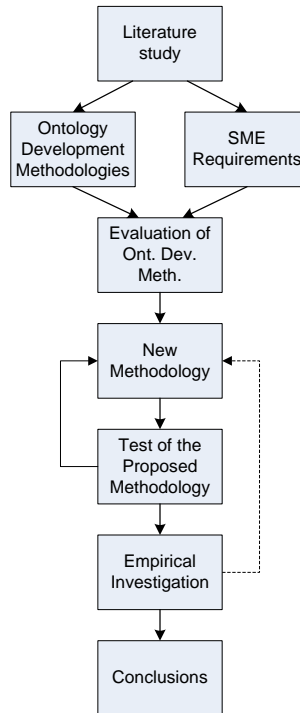 Literature
study
Ontology
Development
Methodologies
SME
Requirements
Evaluation of
Ont. Dev.
Meth.
New
Methodology
Test of the
Proposed
Methodology
Empirical
Investigation
Conclusions